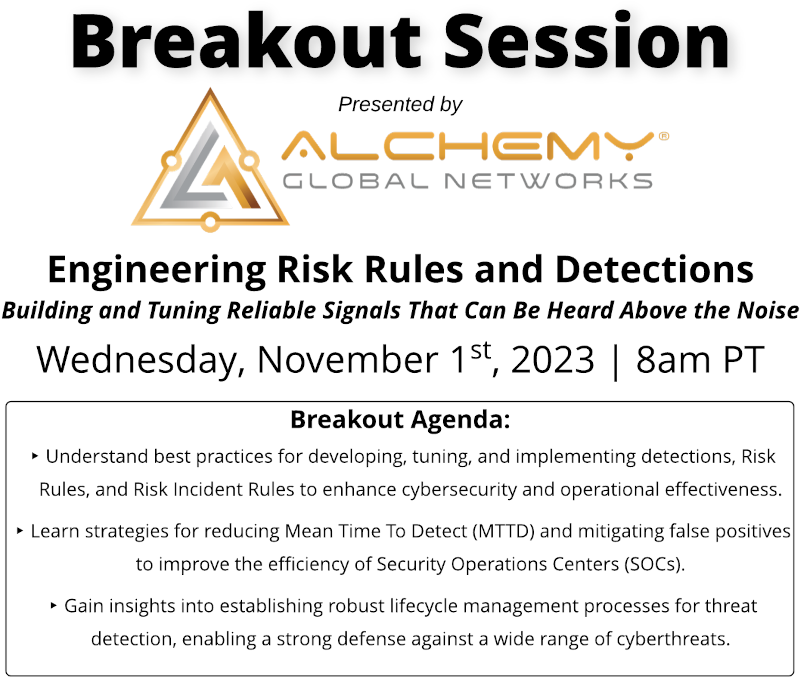 Breakout Session
Presented by
ALCHEMY®
GLOBAL NETWORKS
Engineering Risk Rules and Detections
Building and Tuning Reliable Signals That Can Be Heard Above the Noise
Wednesday, November 1st, 2023 | 8am PT
Breakout Agenda:
‣ Understand best practices for developing, tuning, and implementing detections, Risk
Rules, and Risk Incident Rules to enhance cybersecurity and operational effectiveness.
‣ Learn strategies for reducing Mean Time To Detect (MTTD) and mitigating false positives
to improve the efficiency of Security Operations Centers (SOCs).
‣ Gain insights into establishing robust lifecycle management processes for threat
detection, enabling a strong defense against a wide range of cyberthreats.